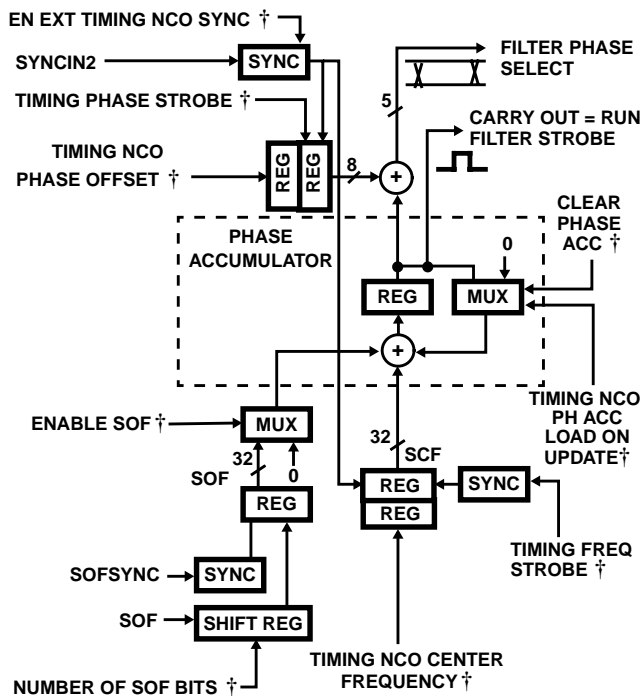 EN EXT TIMING NCO SYNC †
SYNCIN2
SYNC
TIMING PHASE STROBE †
5
FILTER PHASE
SELECT
CARRY OUT = RUN
FILTER STROBE
TIMING NCO
PHASE OFFSET †
REG
REG
8
+
CLEAR
PHASE
ACC †
PHASE
ACCUMULATOR
0
REG
MUX
+
TIMING NCO
PH ACC
LOAD ON
UPDATE†
ENABLE SOF †
MUX
32
SOF
0
REG
32
SCF
REG
REG
SYNC
TIMING FREQ
STROBE †
SOFSYNC
SYNC
SOF
SHIFT REG
NUMBER OF SOF BITS †
TIMING NCO CENTER
FREQUENCY †